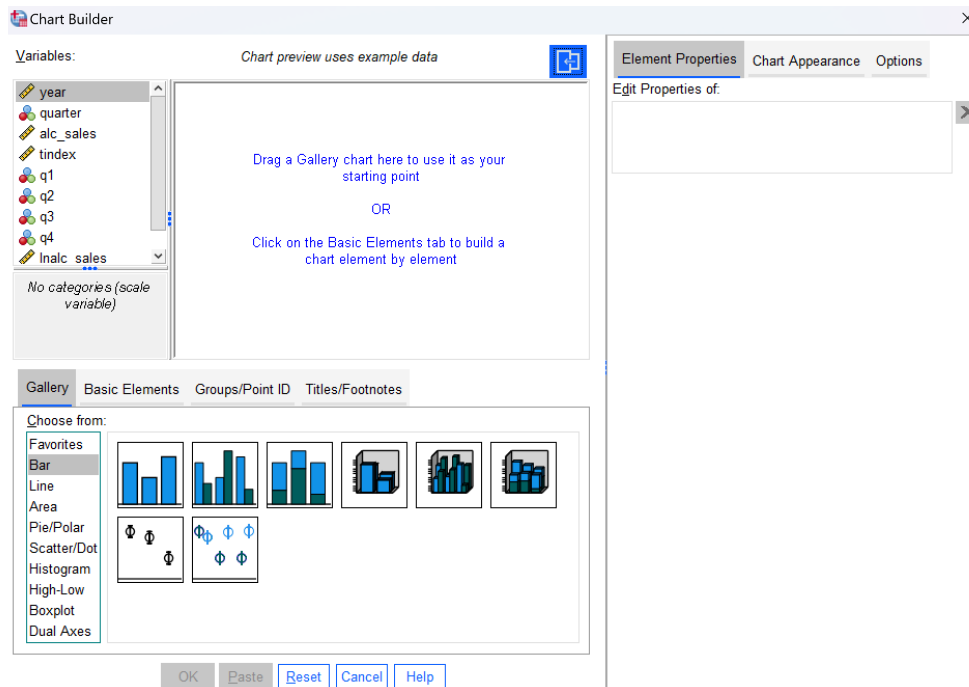 Chart Builder
Variables:
Chart preview uses example data
year
quarter
alc_sales
tindex
q1
q2
q3
q4
lnalc_sales
No categories (scale
variable)
Drag a Gallery chart here to use it as your
starting point
OR
Click on the Basic Elements tab to build a
chart element by element
Gallery Basic Elements Groups/Point ID Titles/Footnotes
Choose from:
Favorites
Bar
Line
Area
Pie/Polar
Scatter/Dot
Histogram
High-Low
Boxplot
Dual Axes
OK Paste Reset Cancel Help
Element Properties Chart Appearance Options
Edit Properties of: